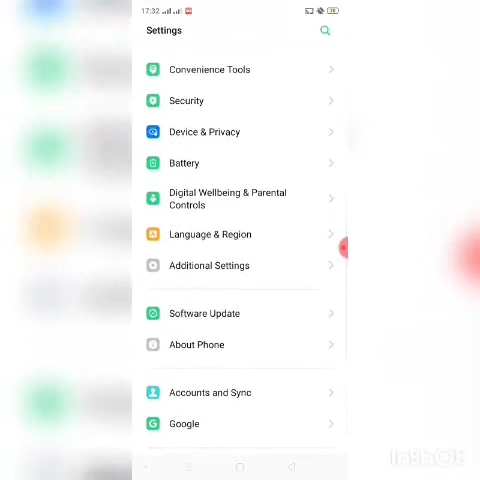 17:32
Settings
Convenience Tools
Security
Device & Privacy
Battery
Digital Wellbeing & Parental
Controls
Language & Region
Additional Settings
Software Update
About Phone
Accounts and Sync
Google
InShOt